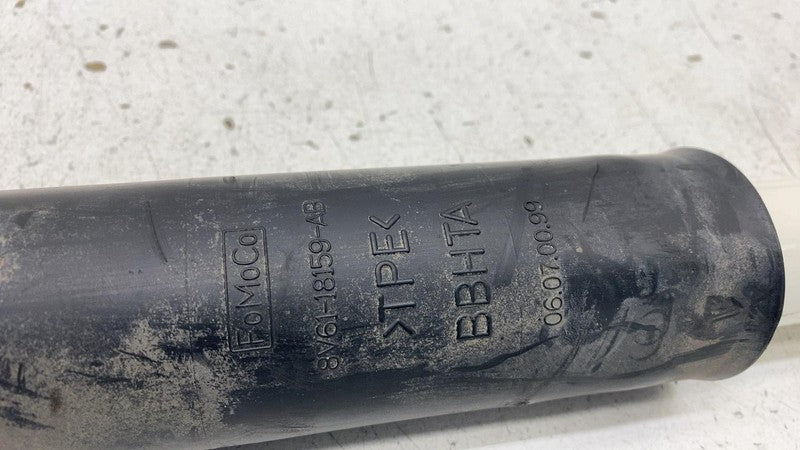 FoMoCo
8V61-18159-AB
>TPE<
BBHTA
06.07.00.99